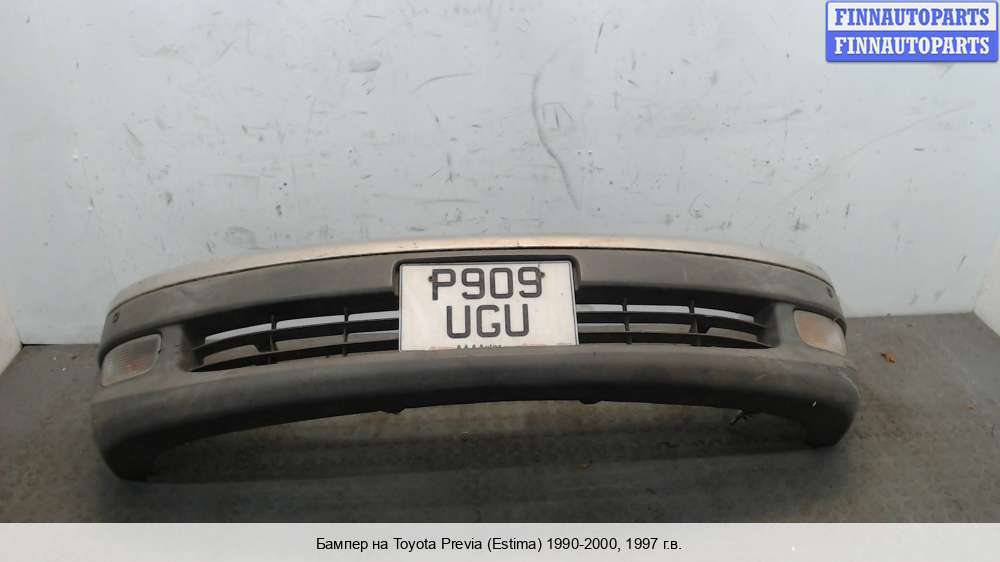 FINNAUTOPARTS
FINNAUTOPARTS
P909
UGU
Бампер на Toyota Previa (Estima) 1990-2000, 1997 г.в.